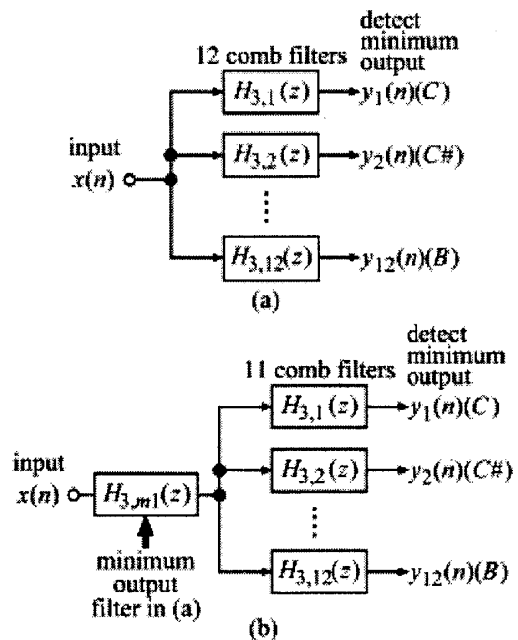 detect
minimum
output
12 comb filters
H3,1(z)
y1(n)(C)
input
x(n)
H3,2(z)
y2(n)(C#)
H3,12(z)
y12(n)(B)
(a)
detect
minimum
output
11 comb filters
H3,1(z)
y1(n)(C)
input
x(n)
H3,m1(z)
H3,2(z)
y2(n)(C#)
minimum
output
filter in (a)
H3,12(z)
y12(n)(B)
(b)